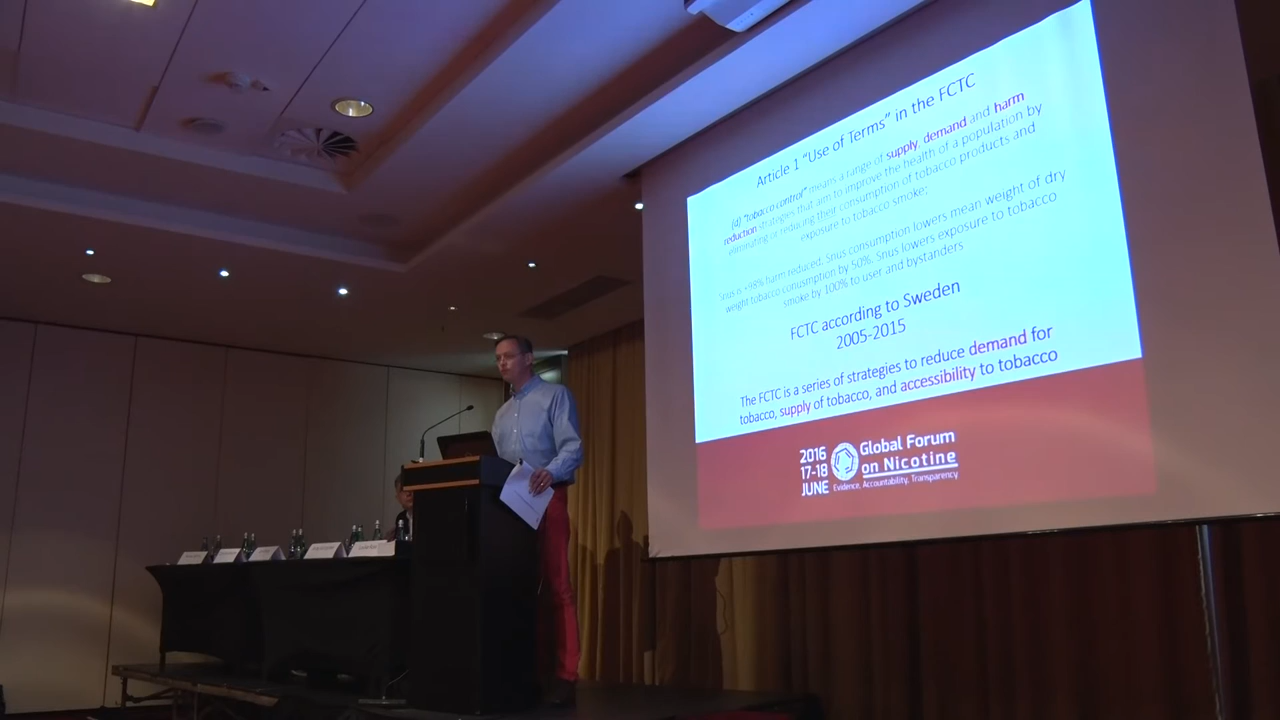 Article 1 "Use of Terms" in the FCTC
(d) "tobacco control" means a range of supply, demand and harm
reduction strategies that aim to improve the health of a population by
eliminating or reducing their consumption of tobacco products and
exposure to tobacco smoke;
Snus is +98% harm reduced. Snus consumption lowers mean weight of dry
weight tobacco conusmption by 50%. Snus lowers exposure to tobacco
smoke by 100% to user and bystanders
FCTC according to Sweden
2005-2015
The FCTC is a series of strategies to reduce demand for
tobacco, supply of tobacco, and accessibility to tobacco
2016
17-18
JUNE
Global Forum
on Nicotine
Evidence, Accountability, Transparency